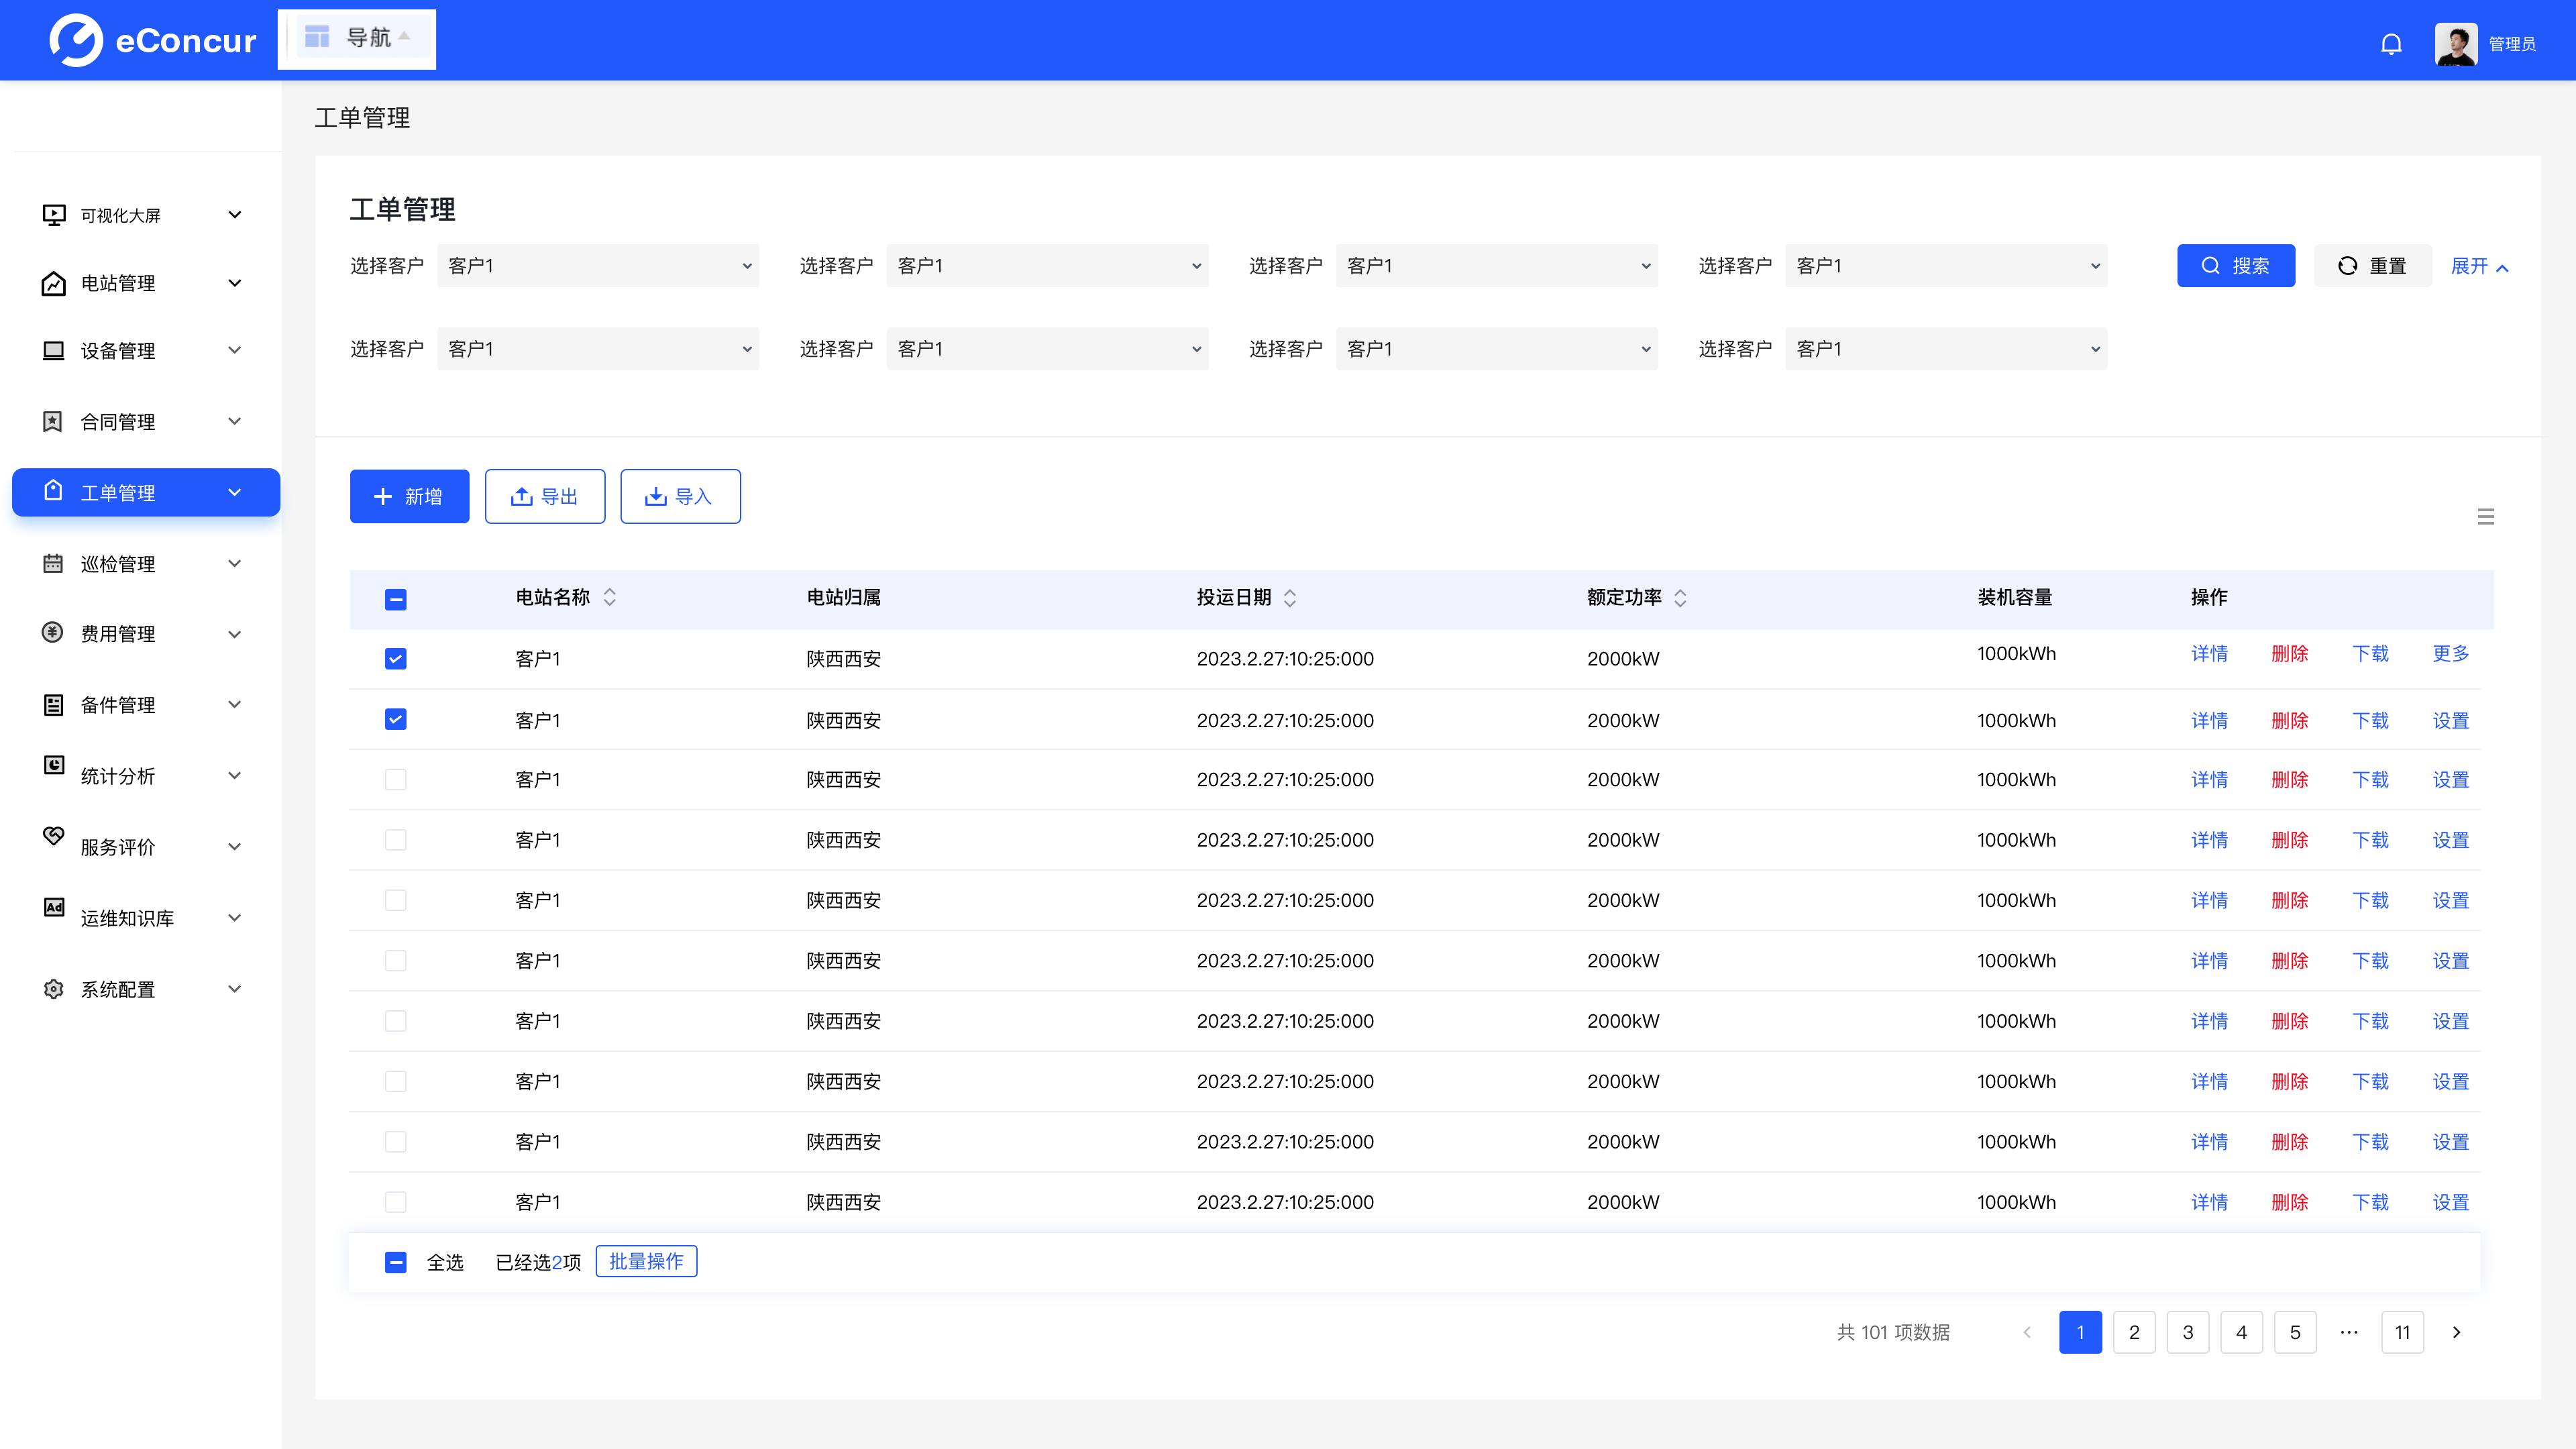 eConcur 导航 管理员
工单管理
可视化大屏
电站管理
设备管理
合同管理
工单管理
巡检管理
费用管理
备件管理
统计分析
服务评价
Ad 运维知识库
系统配置
工单管理
选择客户 客户1 选择客户 客户1 选择客户 客户1 选择客户 客户1 搜索 重置 展开
选择客户 客户1 选择客户 客户1 选择客户 客户1 选择客户 客户1
新增 导出 导入
电站名称 电站归属 投运日期 额定功率 装机容量 操作
客户1 陕西西安 2023.2.27:10:25:000 2000kW 1000kWh 详情 删除 下载 更多
客户1 陕西西安 2023.2.27:10:25:000 2000kW 1000kWh 详情 删除 下载 设置
客户1 陕西西安 2023.2.27:10:25:000 2000kW 1000kWh 详情 删除 下载 设置
客户1 陕西西安 2023.2.27:10:25:000 2000kW 1000kWh 详情 删除 下载 设置
客户1 陕西西安 2023.2.27:10:25:000 2000kW 1000kWh 详情 删除 下载 设置
客户1 陕西西安 2023.2.27:10:25:000 2000kW 1000kWh 详情 删除 下载 设置
客户1 陕西西安 2023.2.27:10:25:000 2000kW 1000kWh 详情 删除 下载 设置
客户1 陕西西安 2023.2.27:10:25:000 2000kW 1000kWh 详情 删除 下载 设置
客户1 陕西西安 2023.2.27:10:25:000 2000kW 1000kWh 详情 删除 下载 设置
客户1 陕西西安 2023.2.27:10:25:000 2000kW 1000kWh 详情 删除 下载 设置
全选 已经选2项 批量操作
共 101 项数据 1 2 3 4 5 ··· 11